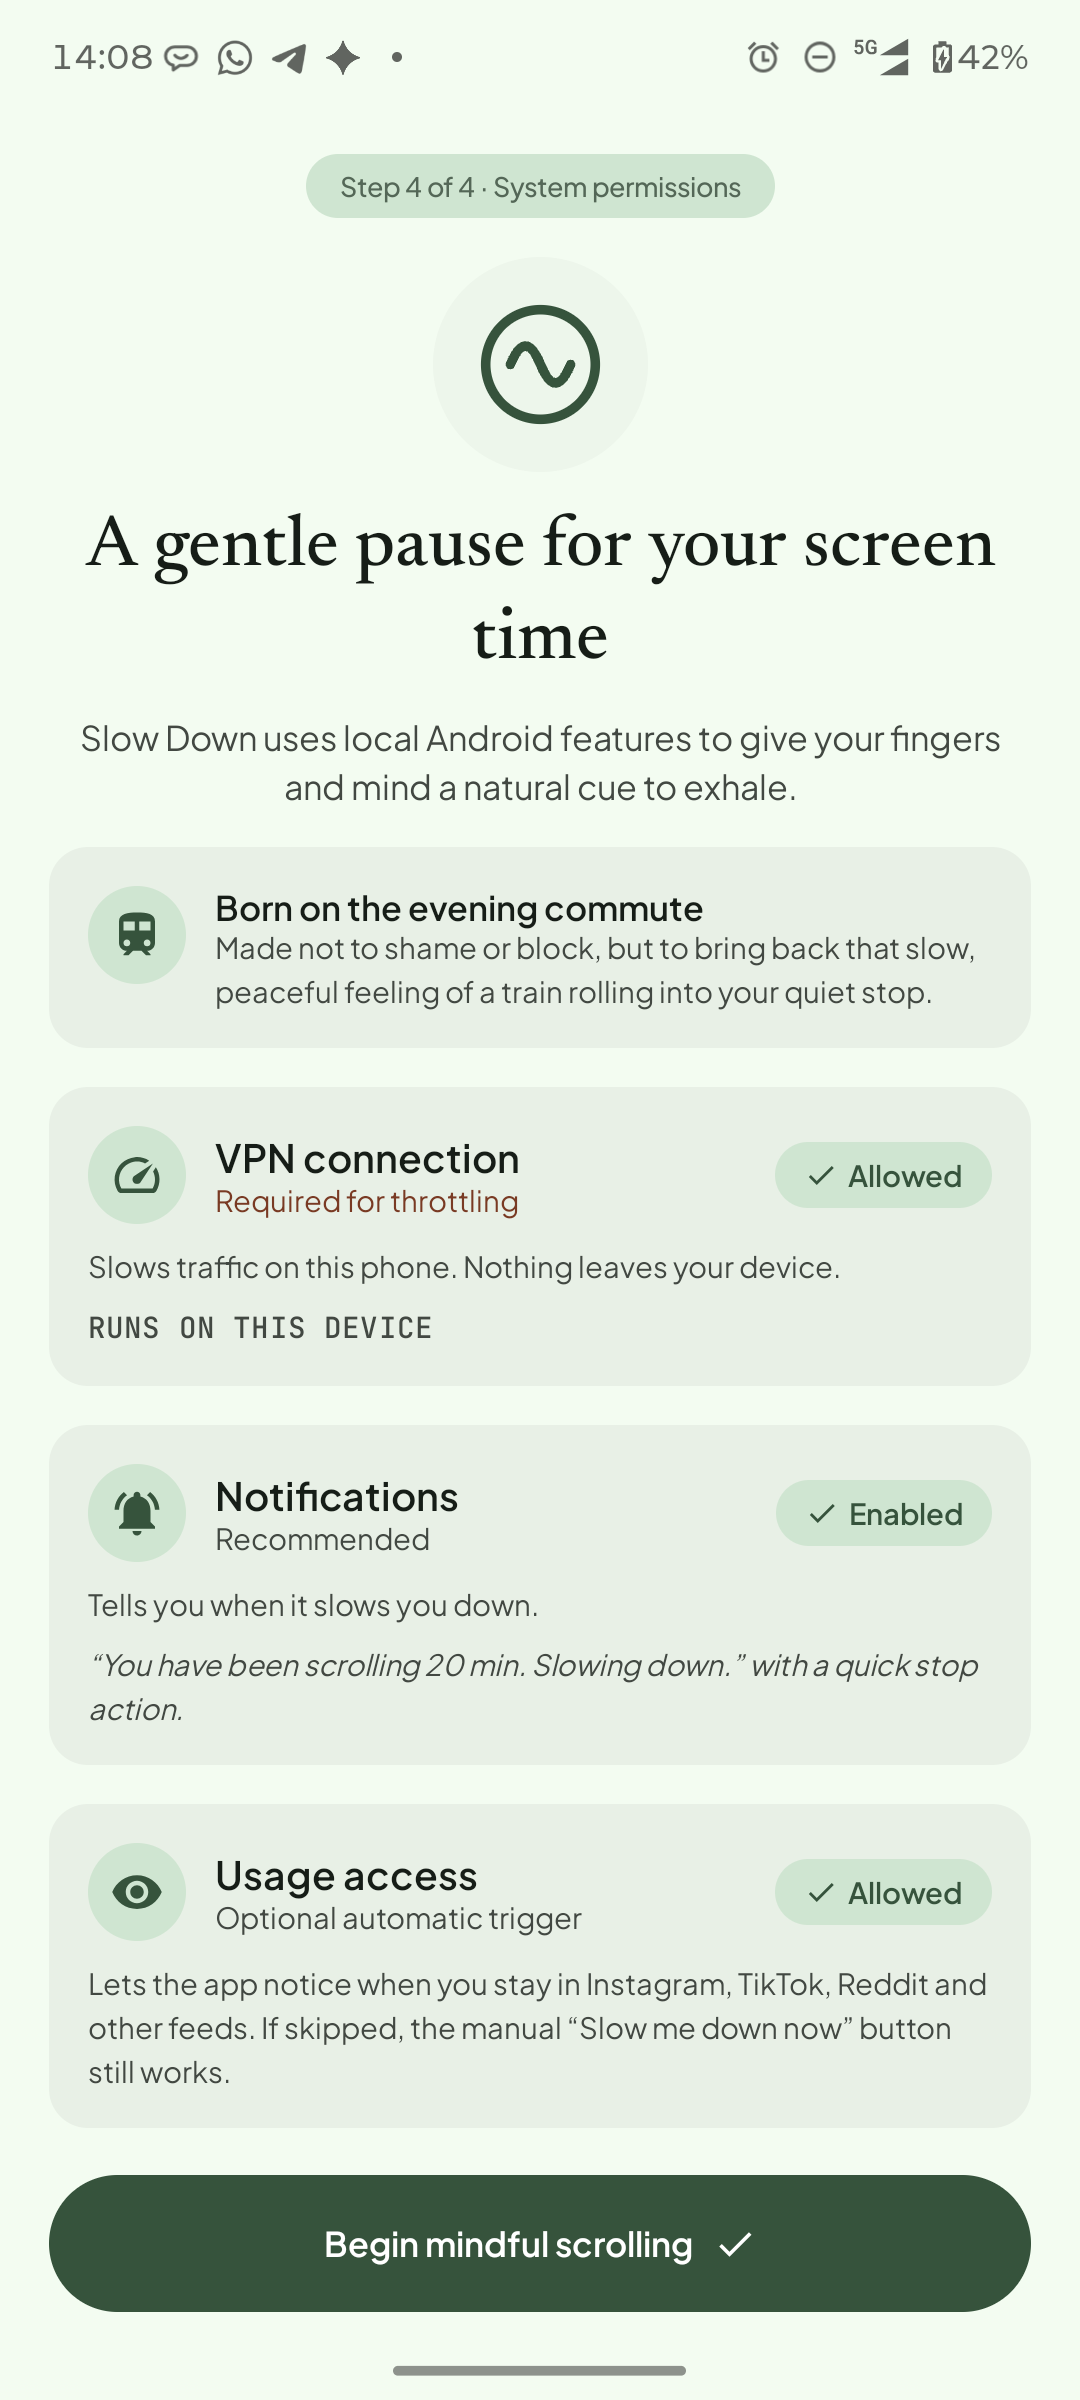 14:08
5G
42%
Step 4 of 4 · System permissions
A gentle pause for your screen
time
Slow Down uses local Android features to give your fingers
and mind a natural cue to exhale.
Born on the evening commute
Made not to shame or block, but to bring back that slow,
peaceful feeling of a train rolling into your quiet stop.
VPN connection
Required for throttling
Allowed
Slows traffic on this phone. Nothing leaves your device.
RUNS ON THIS DEVICE
Notifications
Recommended
Enabled
Tells you when it slows you down.
“You have been scrolling 20 min. Slowing down.” with a quick stop
action.
Usage access
Optional automatic trigger
Allowed
Lets the app notice when you stay in Instagram, TikTok, Reddit and
other feeds. If skipped, the manual “Slow me down now” button
still works.
Begin mindful scrolling